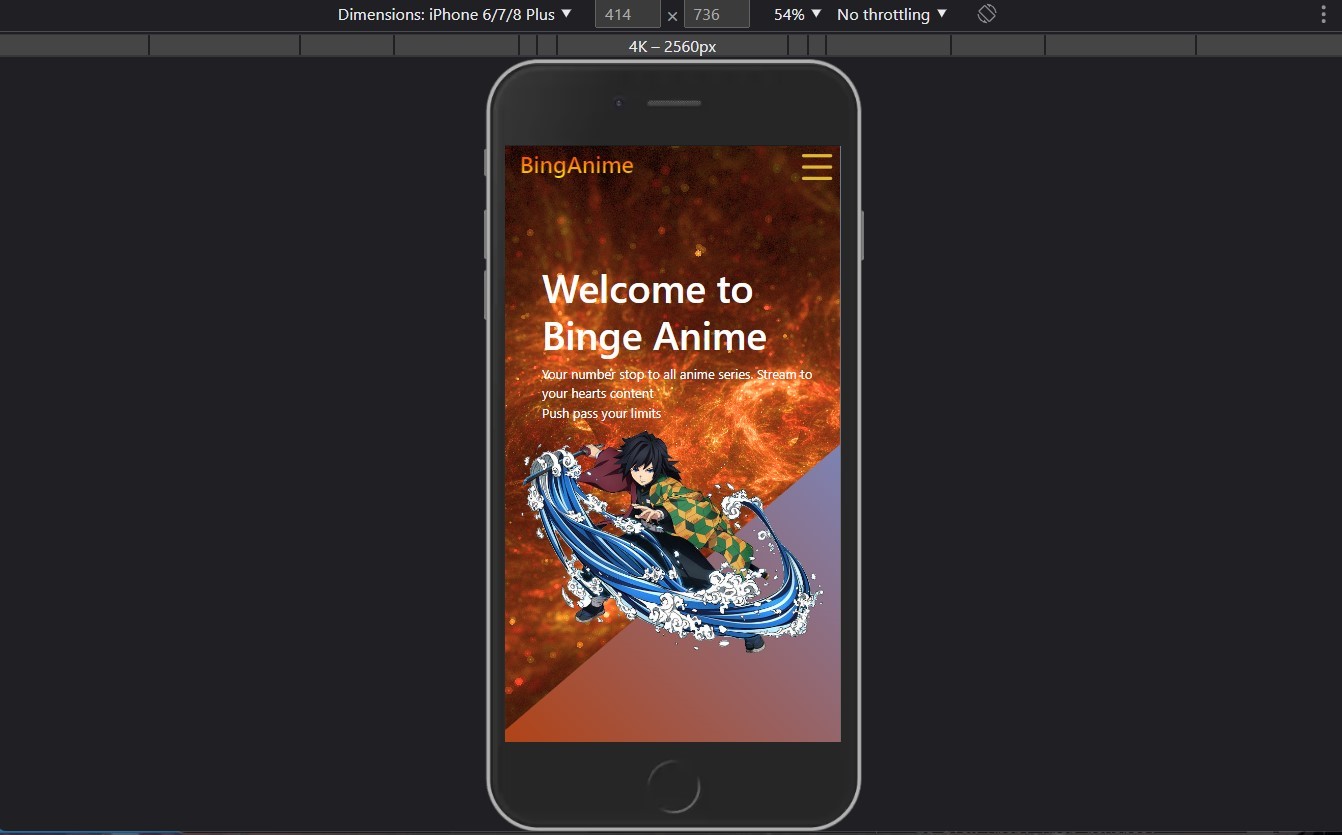 Dimensions: iPhone 6/7/8 Plus ▼ 414 × 736 54% ▼ No throttling ▼
4K – 2560px
BingAnime
Welcome to
Binge Anime
Your number stop to all anime series. Stream to
your hearts content
Push pass your limits